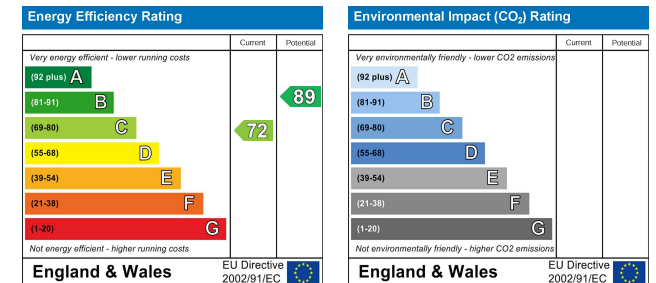 Energy Efficiency Rating
Current Potential
Very energy efficient - lower running costs
(92 plus) A
(81-91) B
89
(69-80) C
72
(55-68) D
(39-54) E
(21-38) F
(1-20) G
Not energy efficient - higher running costs
England & Wales
EU Directive
2002/91/EC
Environmental Impact (CO₂) Rating
Current Potential
Very environmentally friendly - lower CO2 emissions
(92 plus) A
(81-91) B
(69-80) C
(55-68) D
(39-54) E
(21-38) F
(1-20) G
Not environmentally friendly - higher CO2 emissions
England & Wales
EU Directive
2002/91/EC